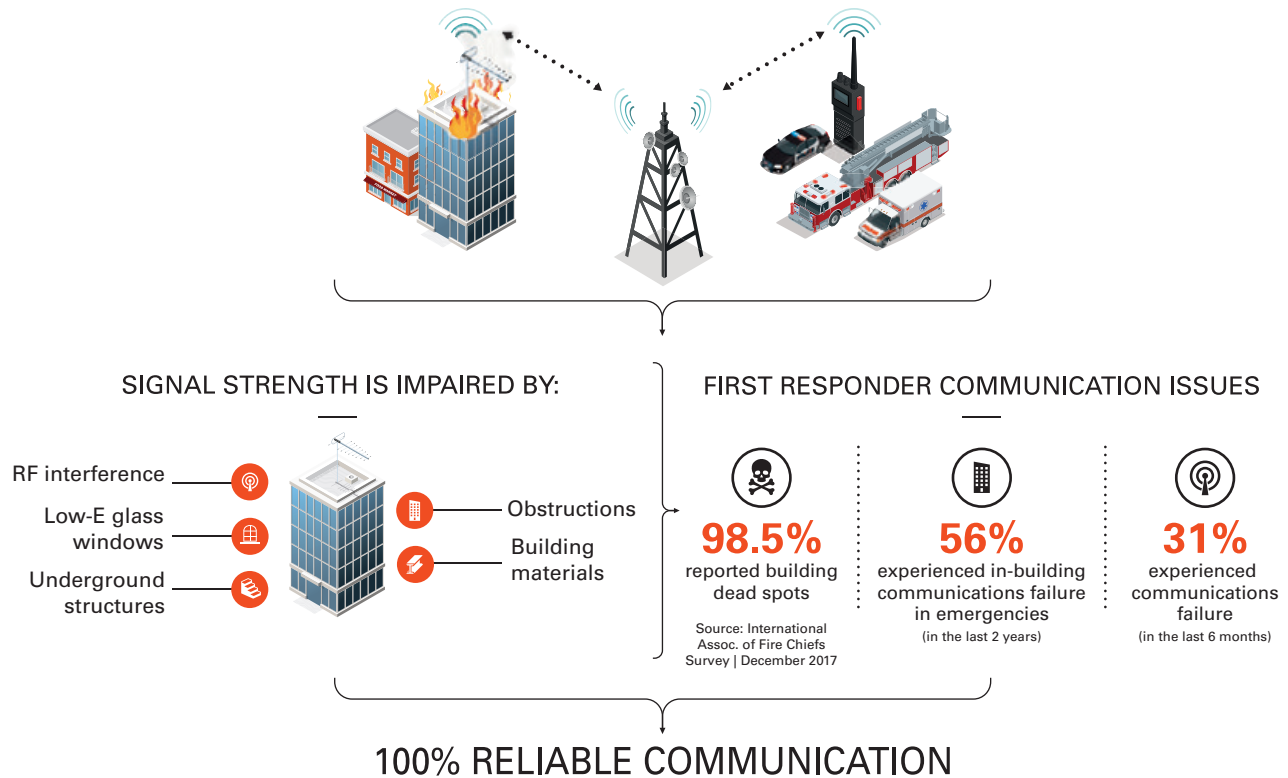 SIGNAL STRENGTH IS IMPAIRED BY:
RF interference
Low-E glass
windows
Underground
structures
Obstructions
Building
materials
FIRST RESPONDER COMMUNICATION ISSUES
98.5%
reported building
dead spots
Source: International
Assoc. of Fire Chiefs
Survey | December 2017
56%
experienced in-building
communications failure
in emergencies
(in the last 2 years)
31%
experienced
communications
failure
(in the last 6 months)
100% RELIABLE COMMUNICATION